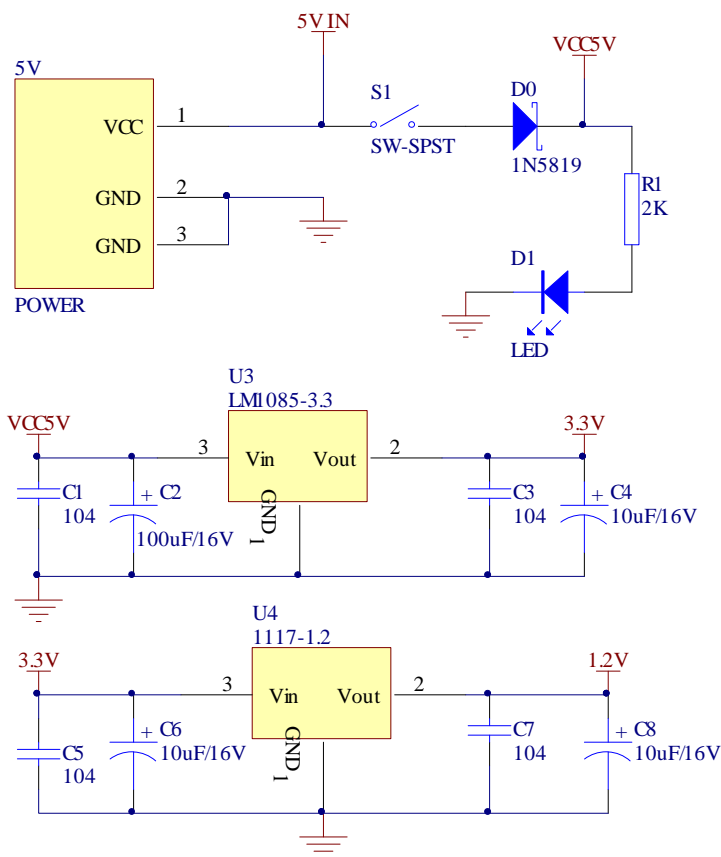 5V IN
5V
VCC5V
S1
D0
VCC
1
SW-SPST
1N5819
GND
2
R1
2K
GND
3
D1
POWER
LED
U3
LM1085-3.3
VCC5V
3.3V
3
Vin
Vout
2
GND
1
C1
104
+
C2
100uF/16V
C3
104
+
C4
10uF/16V
U4
1117-1.2
3.3V
1.2V
3
Vin
Vout
2
GND
1
C5
104
+
C6
10uF/16V
C7
104
+
C8
10uF/16V